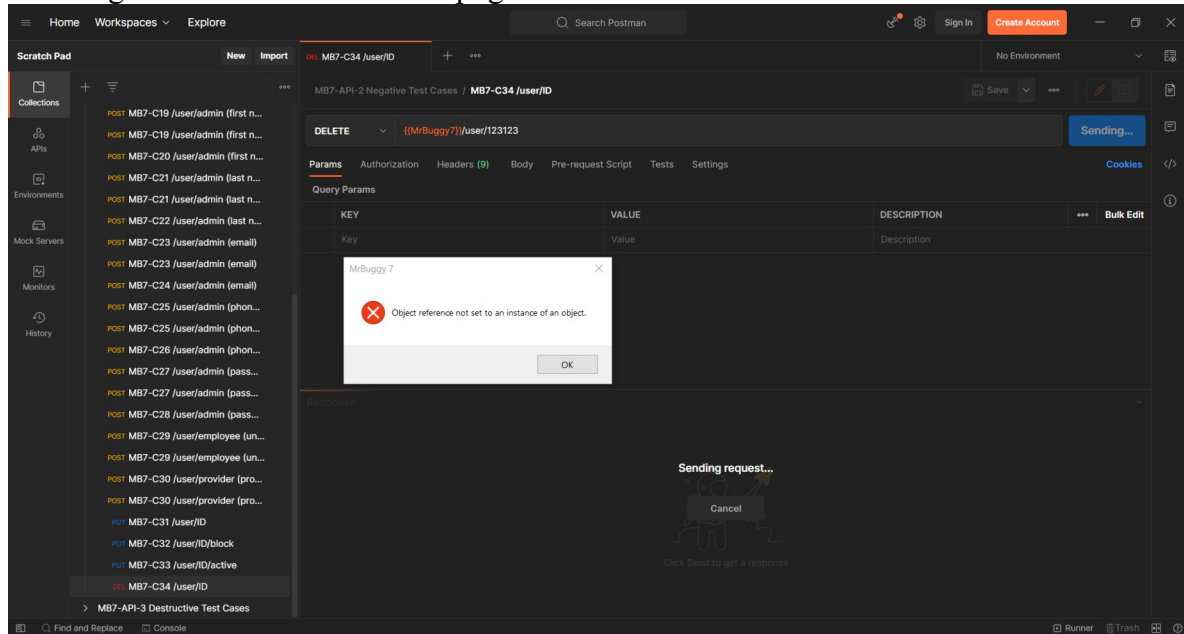 Home Workspaces Explore Search Postman Sign In Create Account
Scratch Pad New Import DEL MB7-C34 /user/ID No Environment
MB7-API-2 Negative Test Cases / MB7-C34 /user/ID Save
Collections
APIs
Environments
Mock Servers
Monitors
History
POST MB7-C19 /user/admin (first n...
POST MB7-C19 /user/admin (first n...
POST MB7-C20 /user/admin (first n...
POST MB7-C21 /user/admin (last n...
POST MB7-C21 /user/admin (last n...
POST MB7-C22 /user/admin (last n...
POST MB7-C23 /user/admin (email)
POST MB7-C23 /user/admin (email)
POST MB7-C24 /user/admin (email)
POST MB7-C25 /user/admin (phon...
POST MB7-C25 /user/admin (phon...
POST MB7-C26 /user/admin (phon...
POST MB7-C27 /user/admin (pass...
POST MB7-C27 /user/admin (pass...
POST MB7-C28 /user/admin (pass...
POST MB7-C29 /user/employee (un...
POST MB7-C29 /user/employee (un...
POST MB7-C30 /user/provider (pro...
POST MB7-C30 /user/provider (pro...
PUT MB7-C31 /user/ID
PUT MB7-C32 /user/ID/block
PUT MB7-C33 /user/ID/active
DEL MB7-C34 /user/ID
MB7-API-3 Destructive Test Cases
DELETE {{MrBuggy7}}/user/123123 Sending...
Params Authorization Headers (9) Body Pre-request Script Tests Settings Cookies
Query Params
KEY VALUE DESCRIPTION Bulk Edit
Key Value Description
MrBuggy 7
Object reference not set to an instance of an object.
OK
Response
Sending request...
Cancel
Click Send to get a response
Find and Replace Console Runner Trash